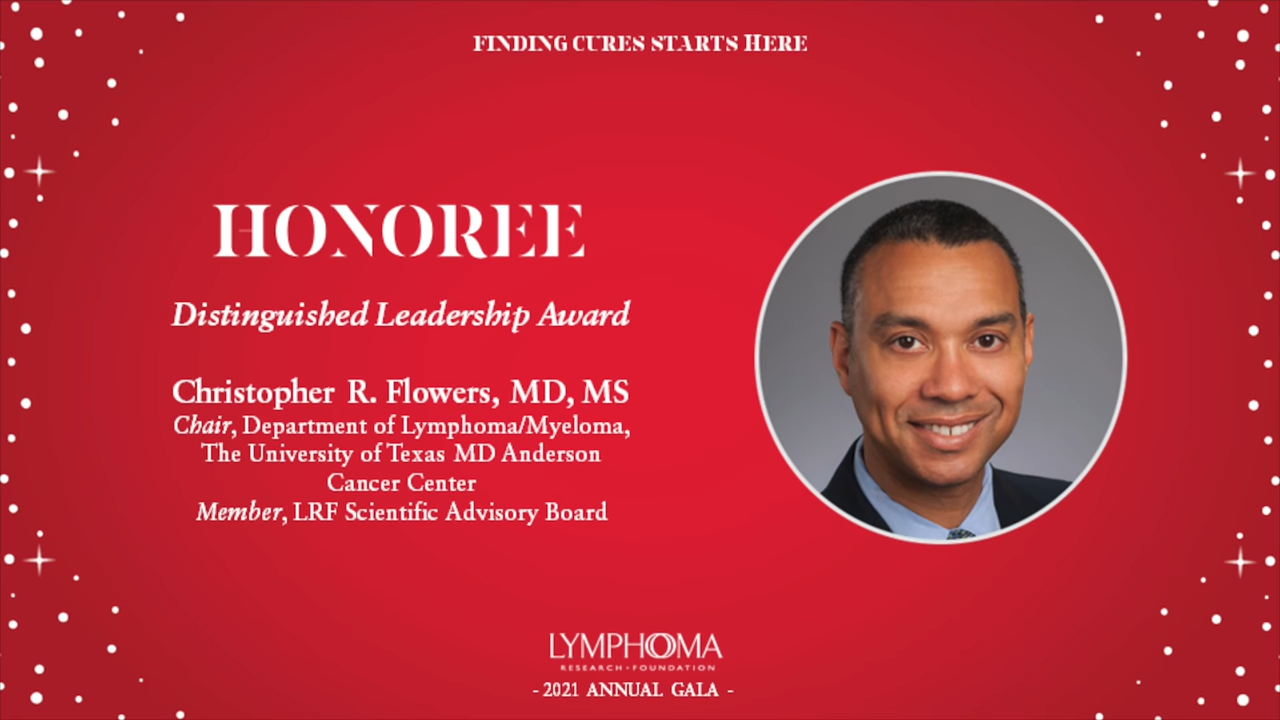 FINDING CURES STARTS HERE
HONOREE
Distinguished Leadership Award
Christopher R. Flowers, MD, MS
Chair, Department of Lymphoma/Myeloma,
The University of Texas MD Anderson
Cancer Center
Member, LRF Scientific Advisory Board
LYMPHOMA
RESEARCH • FOUNDATION
- 2021 ANNUAL GALA -